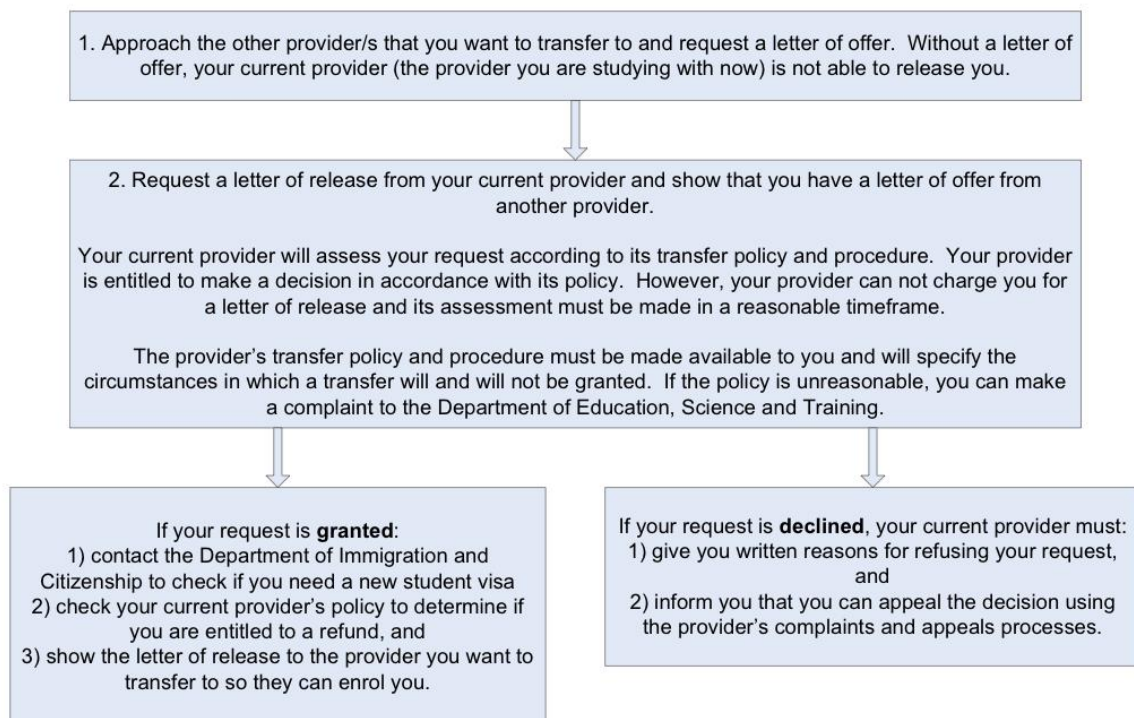 1. Approach the other provider/s that you want to transfer to and request a letter of offer.  Without a letter of
offer, your current provider (the provider you are studying with now) is not able to release you.
2. Request a letter of release from your current provider and show that you have a letter of offer from
another provider.
Your current provider will assess your request according to its transfer policy and procedure.  Your provider
is entitled to make a decision in accordance with its policy.  However, your provider can not charge you for
a letter of release and its assessment must be made in a reasonable timeframe.
The provider's transfer policy and procedure must be made available to you and will specify the
circumstances in which a transfer will and will not be granted.  If the policy is unreasonable, you can make
a complaint to the Department of Education, Science and Training.
If your request is granted:
1) contact the Department of Immigration and
Citizenship to check if you need a new student visa
2) check your current provider's policy to determine if
you are entitled to a refund, and
3) show the letter of release to the provider you want to
transfer to so they can enrol you.
If your request is declined, your current provider must:
1) give you written reasons for refusing your request,
and
2) inform you that you can appeal the decision using
the provider's complaints and appeals processes.